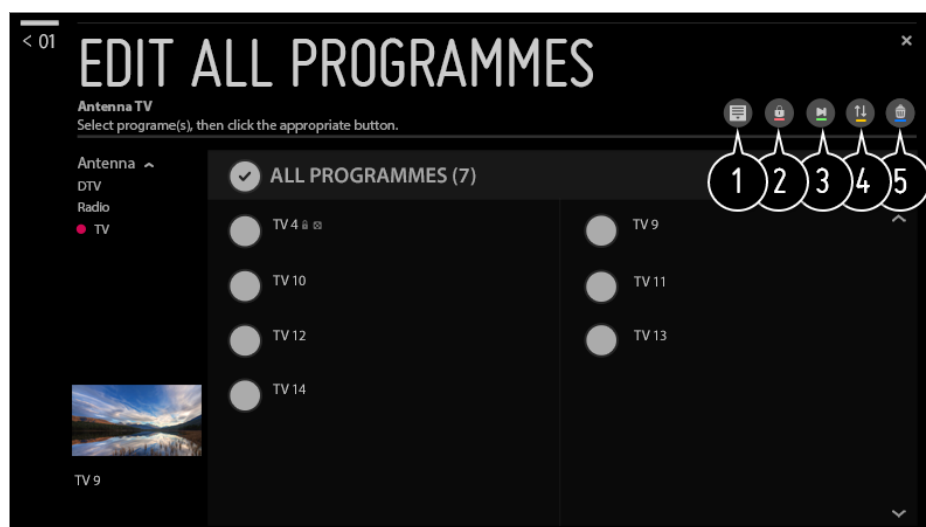 < 01
EDIT ALL PROGRAMMES
Antenna TV
Select programe(s), then click the appropriate button.
1 2 3 4 5
Antenna
DTV
Radio
TV
ALL PROGRAMMES (7)
TV 4
TV 9
TV 10
TV 11
TV 12
TV 13
TV 14
TV 9